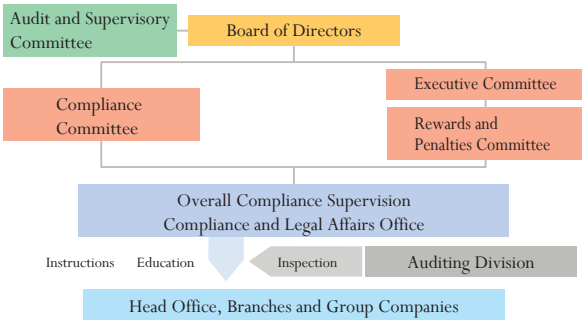 Audit and Supervisory
Committee
Board of Directors
Compliance
Committee
Executive Committee
Rewards and
Penalties Committee
Overall Compliance Supervision
Compliance and Legal Affairs Office
Instructions
Education
Inspection
Auditing Division
Head Office, Branches and Group Companies